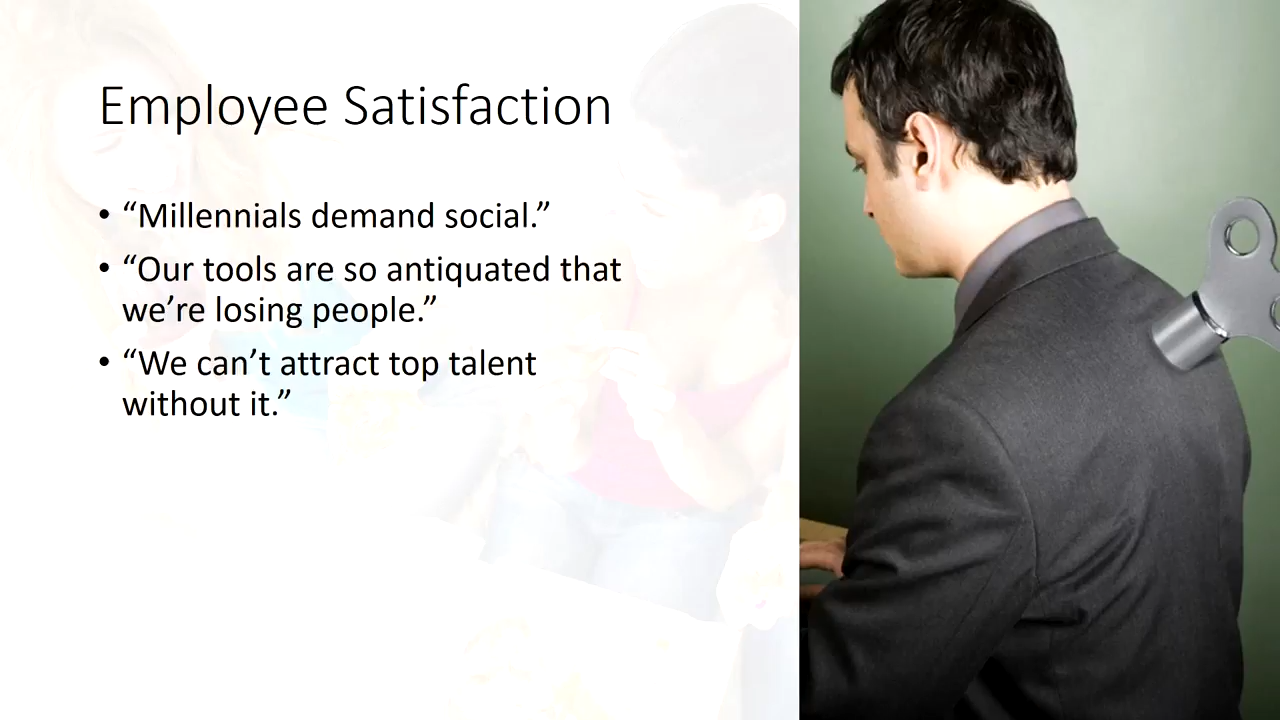 Employee Satisfaction
• “Millennials demand social.”
• “Our tools are so antiquated that
we’re losing people.”
• “We can’t attract top talent
without it.”